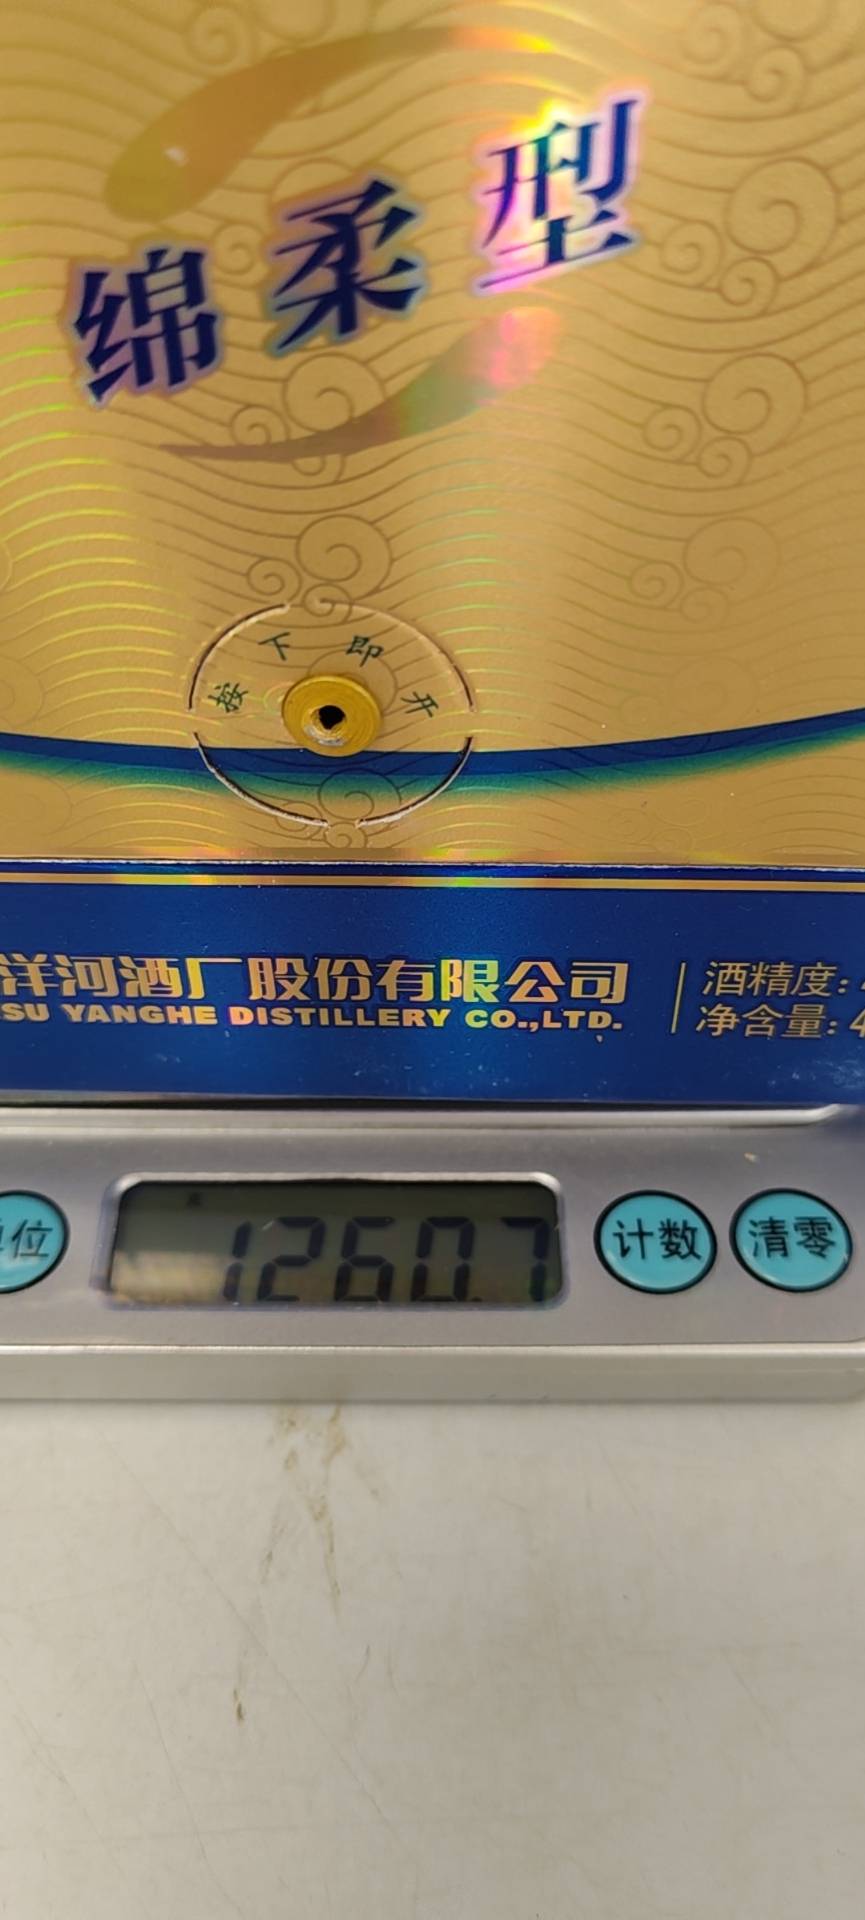 绵柔型
按下即开
洋河酒厂股份有限公司
SU YANGHE DISTILLERY CO.,LTD.
酒精度:
净含量: 4
位
1260.7
计数
清零